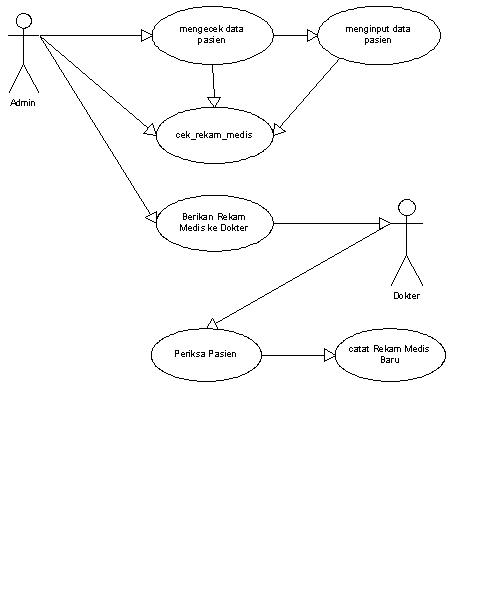 mengecek data
pasien
menginput data
pasien
Admin
cek_rekam_medis
Berikan Rekam
Medis ke Dokter
Dokter
Periksa Pasien
catat Rekam Medis
Baru